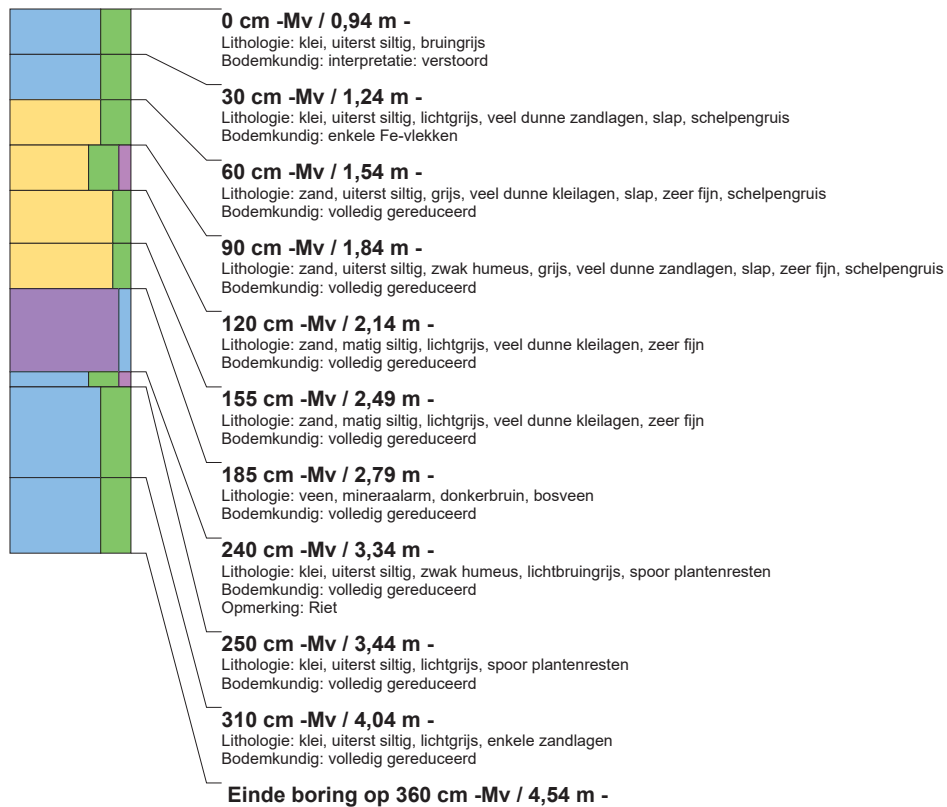 0 cm -Mv / 0,94 m -
Lithologie: klei, uiterst siltig, bruingrijs
Bodemkundig: interpretatie: verstoord
30 cm -Mv / 1,24 m -
Lithologie: klei, uiterst siltig, lichtgrijs, veel dunne zandlagen, slap, schelpengruis
Bodemkundig: enkele Fe-vlekken
60 cm -Mv / 1,54 m -
Lithologie: zand, uiterst siltig, grijs, veel dunne kleilagen, slap, zeer fijn, schelpengruis
Bodemkundig: volledig gereduceerd
90 cm -Mv / 1,84 m -
Lithologie: zand, uiterst siltig, zwak humeus, grijs, veel dunne zandlagen, slap, zeer fijn, schelpengruis
Bodemkundig: volledig gereduceerd
120 cm -Mv / 2,14 m -
Lithologie: zand, matig siltig, lichtgrijs, veel dunne kleilagen, zeer fijn
Bodemkundig: volledig gereduceerd
155 cm -Mv / 2,49 m -
Lithologie: zand, matig siltig, lichtgrijs, veel dunne kleilagen, zeer fijn
Bodemkundig: volledig gereduceerd
185 cm -Mv / 2,79 m -
Lithologie: veen, mineraalarm, donkerbruin, bosveen
Bodemkundig: volledig gereduceerd
240 cm -Mv / 3,34 m -
Lithologie: klei, uiterst siltig, zwak humeus, lichtbruingrijs, spoor plantenresten
Bodemkundig: volledig gereduceerd
Opmerking: Riet
250 cm -Mv / 3,44 m -
Lithologie: klei, uiterst siltig, lichtgrijs, spoor plantenresten
Bodemkundig: volledig gereduceerd
310 cm -Mv / 4,04 m -
Lithologie: klei, uiterst siltig, lichtgrijs, enkele zandlagen
Bodemkundig: volledig gereduceerd
Einde boring op 360 cm -Mv / 4,54 m -